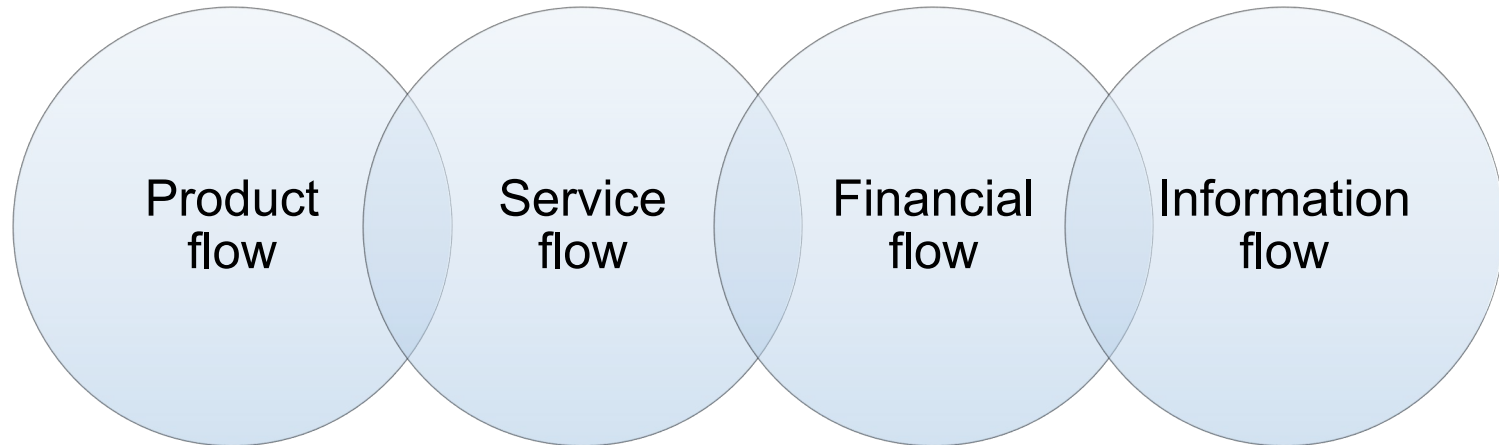 Product
flow
Service
flow
Financial
flow
Information
flow